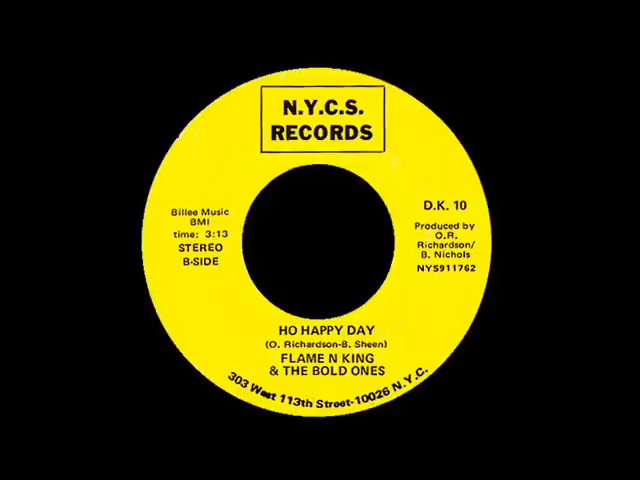 N.Y.C.S.
RECORDS
Billee Music
BMI
time: 3:13
STEREO
B-SIDE
D.K. 10
Produced by
O.R.
Richardson/
B. Nichols
NYS911762
HO HAPPY DAY
(O. Richardson-B. Sheen)
FLAME N KING
& THE BOLD ONES
303 West 113th Street-10026 N.Y.C.